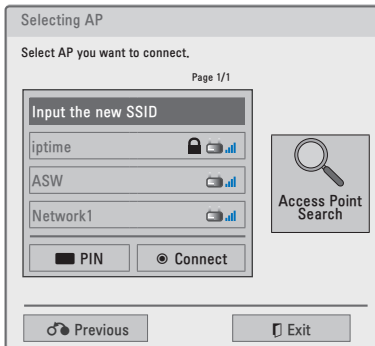 Selecting AP
Select AP you want to connect.
Page 1/1
Input the new SSID
iptime
ASW
Network1
PIN
Connect
Access Point
Search
Previous
Exit